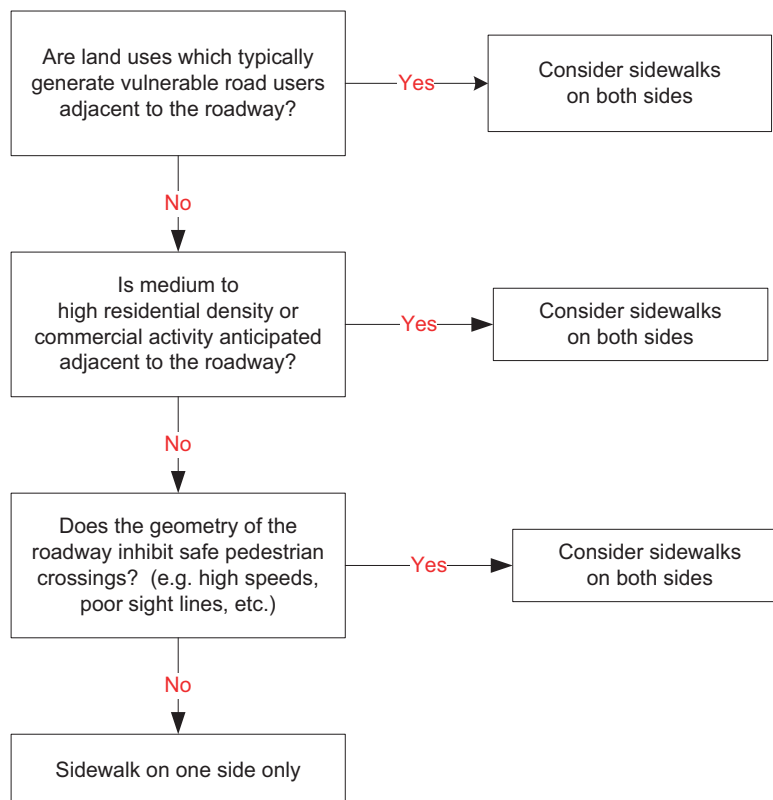 Are land uses which typically
generate vulnerable road users
adjacent to the roadway?
Yes
Consider sidewalks
on both sides
No
Is medium to
high residential density or
commercial activity anticipated
adjacent to the roadway?
Yes
Consider sidewalks
on both sides
No
Does the geometry of the
roadway inhibit safe pedestrian
crossings?  (e.g. high speeds,
poor sight lines, etc.)
Yes
Consider sidewalks
on both sides
No
Sidewalk on one side only